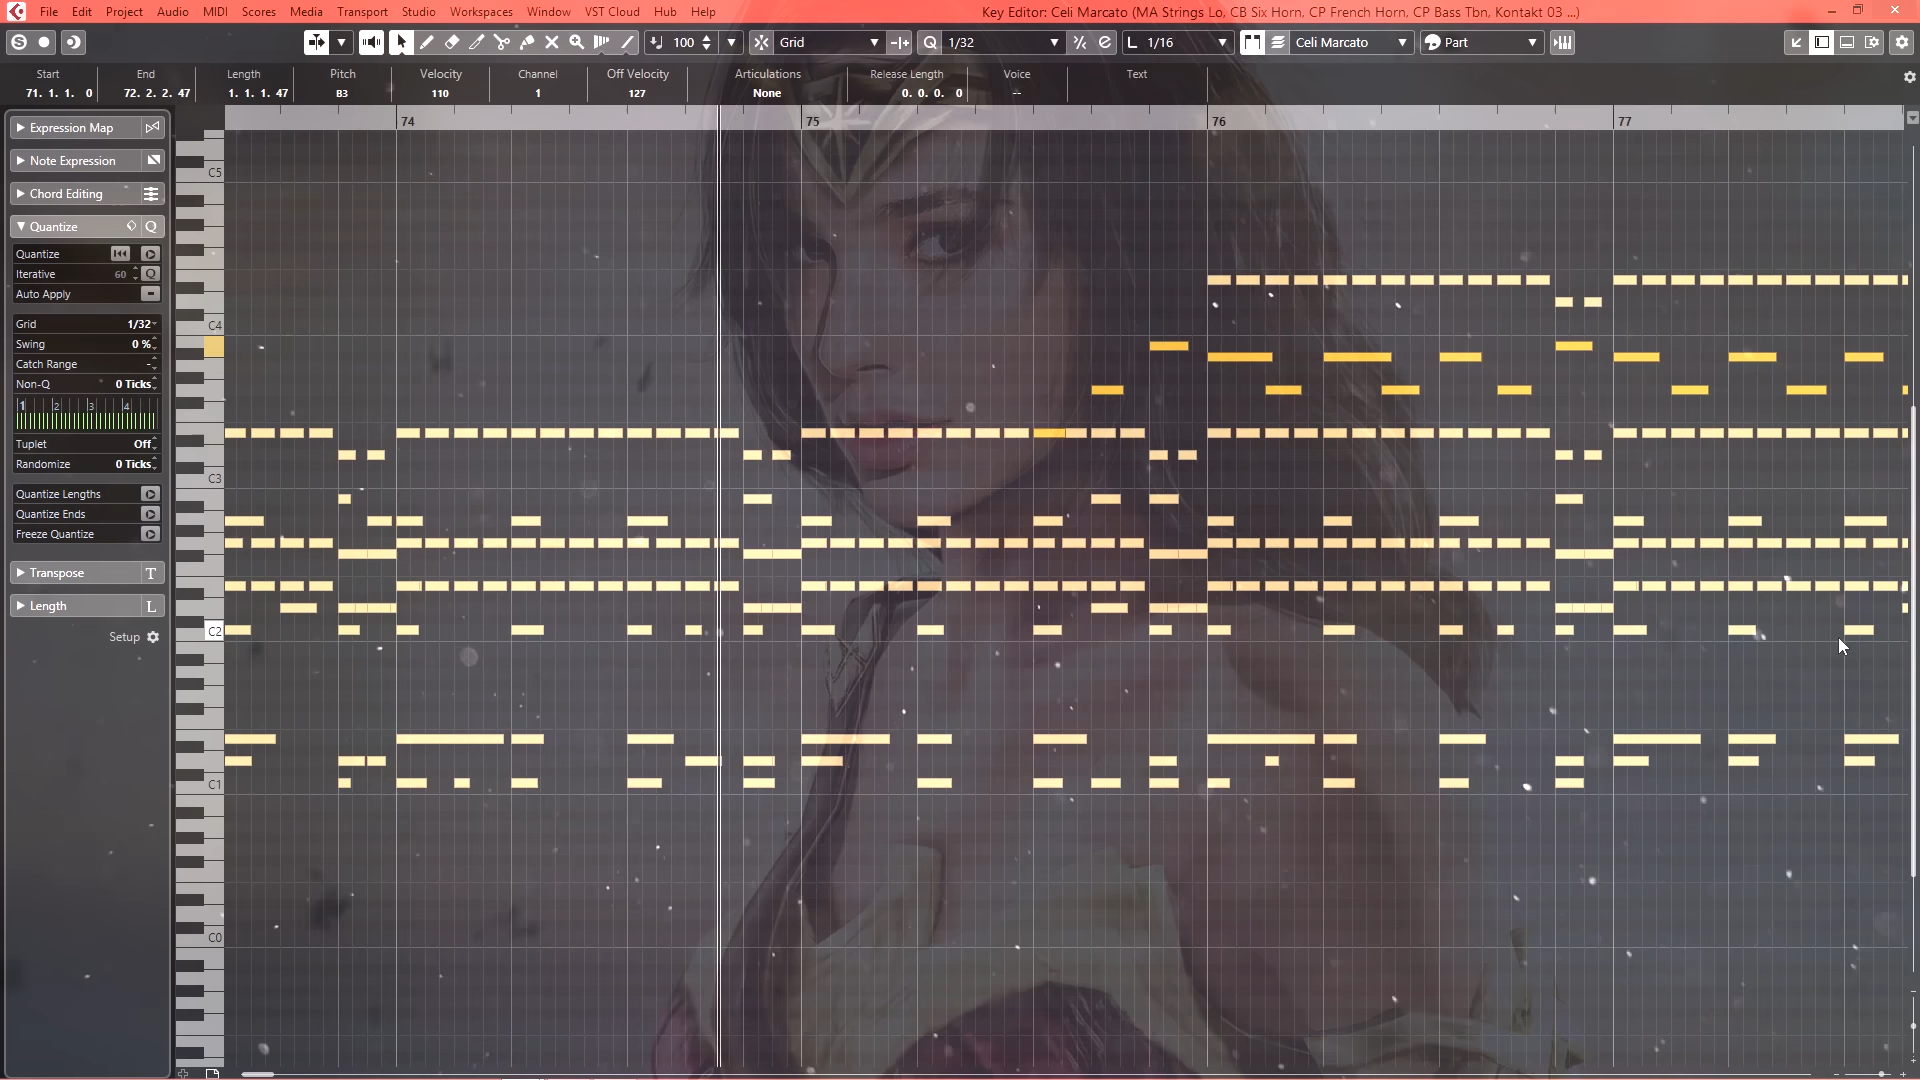 File Edit Project Audio MIDI Scores Media Transport Studio Workspaces Window VST Cloud Hub Help Key Editor: Celi Marcato (MA Strings Lo, CB Six Horn, CP French Horn, CP Bass Tbn, Kontakt 03 ...)
S 100 Grid Q 1/32 L 1/16 Celi Marcato Part
Start End Length Pitch Velocity Channel Off Velocity Articulations Release Length Voice Text
71. 1. 1. 0 72. 2. 2. 47 1. 1. 1. 47 B3 110 1 127 None 0. 0. 0. 0 --
74 75 76 77
Expression Map
Note Expression
Chord Editing
Quantize Q
Quantize
Iterative 60 Q
Auto Apply
Grid 1/32
Swing 0 %
Catch Range -
Non-Q 0 Ticks
1 2 3 4
Tuplet Off
Randomize 0 Ticks
Quantize Lengths
Quantize Ends
Freeze Quantize
Transpose T
Length L
Setup
C5
C4
C3
C2
C1
C0